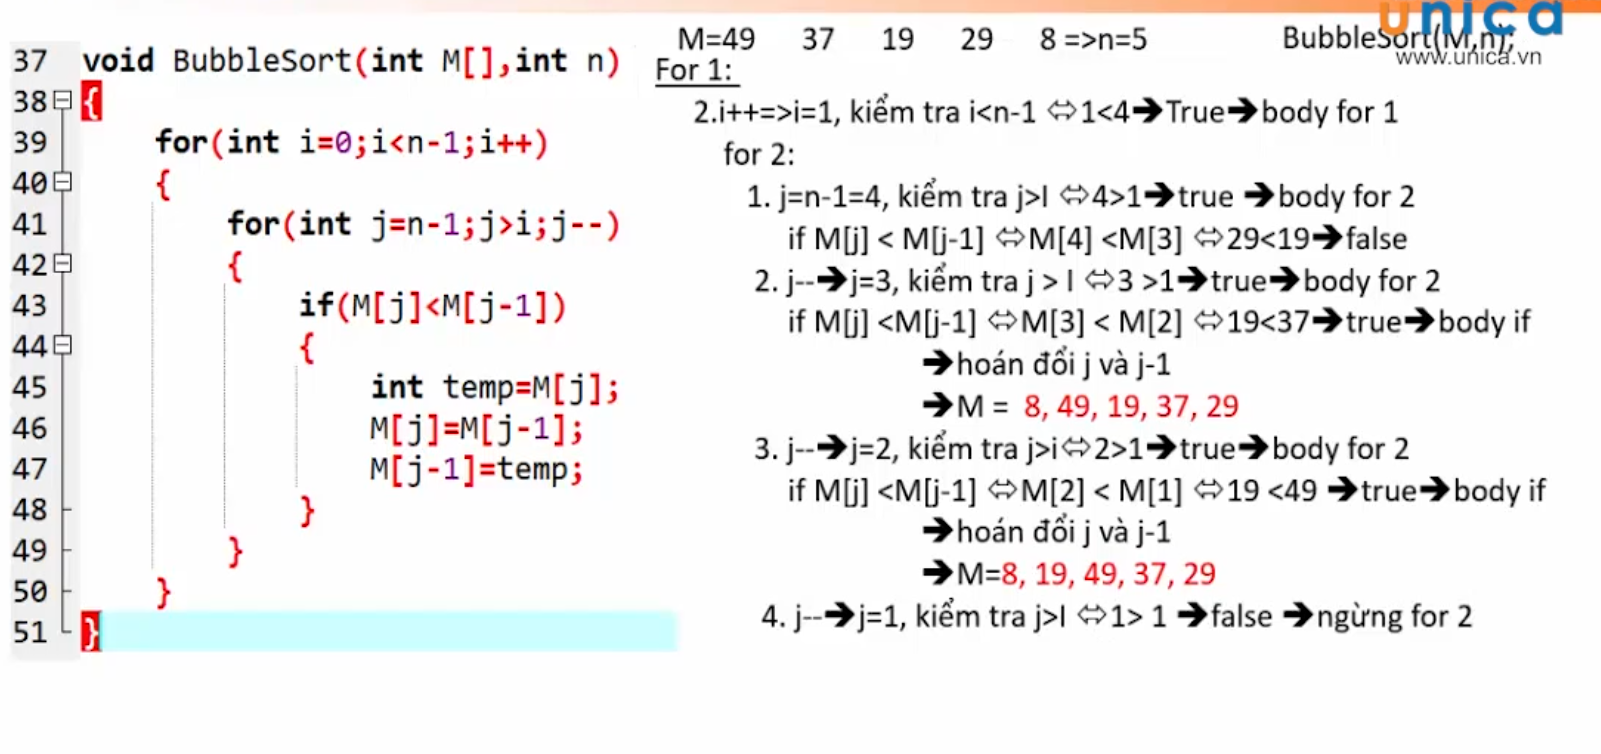 unica
www.unica.vn
37 void BubbleSort(int M[],int n)
38 {
39 for(int i=0;i<n-1;i++)
40 {
41 for(int j=n-1;j>i;j--)
42 {
43 if(M[j]<M[j-1])
44 {
45 int temp=M[j];
46 M[j]=M[j-1];
47 M[j-1]=temp;
48 }
49 }
50 }
51 }
M=49 37 19 29 8 =>n=5 BubbleSort(M,n);
For 1:
2.i++=>i=1, kiểm tra i<n-1 ⇔1<4➔True➔body for 1
for 2:
1. j=n-1=4, kiểm tra j>I ⇔4>1➔true ➔body for 2
if M[j] < M[j-1] ⇔M[4] <M[3] ⇔29<19➔false
2. j--➔j=3, kiểm tra j > I ⇔3 >1➔true➔body for 2
if M[j] <M[j-1] ⇔M[3] < M[2] ⇔19<37➔true➔body if
➔hoán đổi j và j-1
➔M = 8, 49, 19, 37, 29
3. j--➔j=2, kiểm tra j>i⇔2>1➔true➔body for 2
if M[j] <M[j-1] ⇔M[2] < M[1] ⇔19 <49 ➔true➔body if
➔hoán đổi j và j-1
➔M=8, 19, 49, 37, 29
4. j--➔j=1, kiểm tra j>I ⇔1> 1 ➔false ➔ngừng for 2